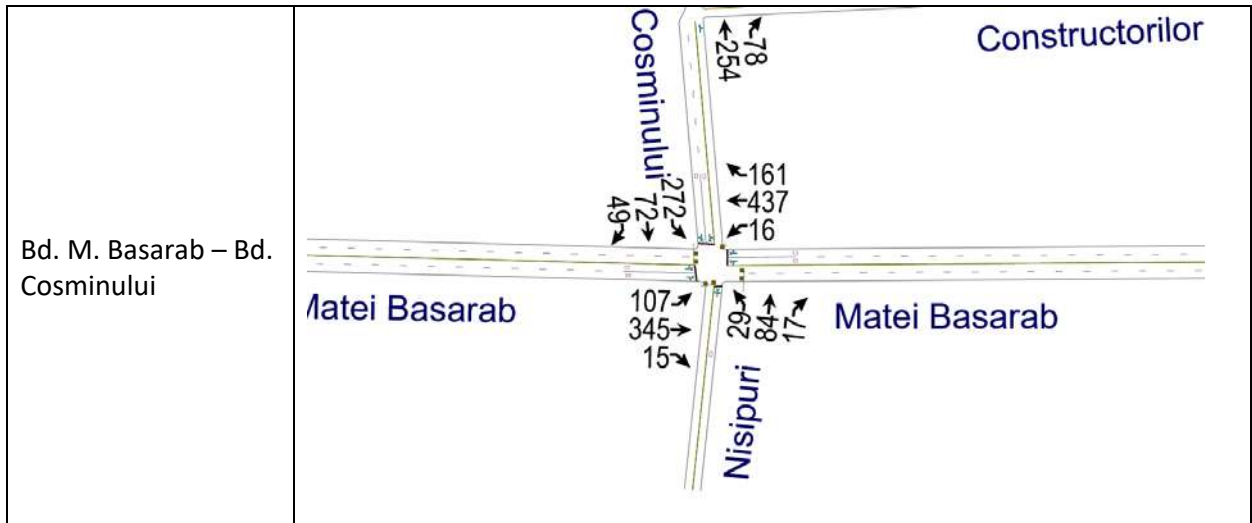 Bd. M. Basarab – Bd.
Cosminului
Cosminului
254
78
Constructorilor
49
72
272
161
437
16
Matei Basarab
107
345
15
29
84
17
Matei Basarab
Nisipuri